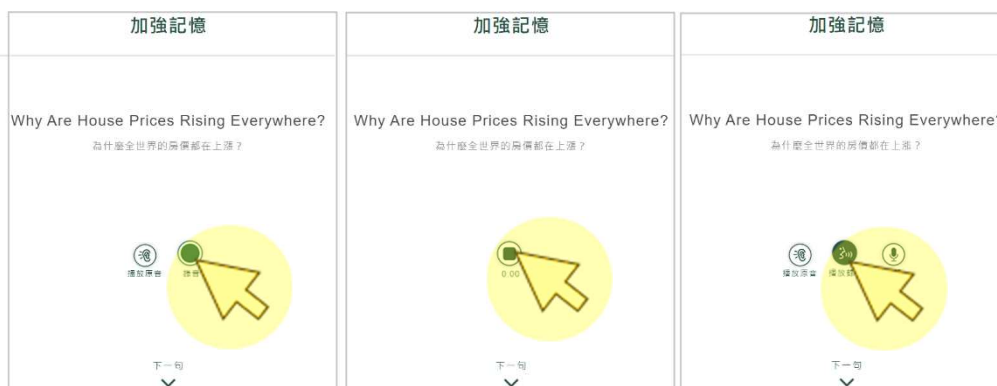 加強記憶
Why Are House Prices Rising Everywhere?
為什麼全世界的房價都在上漲？
播放原音 錄音
下一句
加強記憶
Why Are House Prices Rising Everywhere?
為什麼全世界的房價都在上漲？
0:00
下一句
加強記憶
Why Are House Prices Rising Everywhere?
為什麼全世界的房價都在上漲？
播放原音 播放
下一句